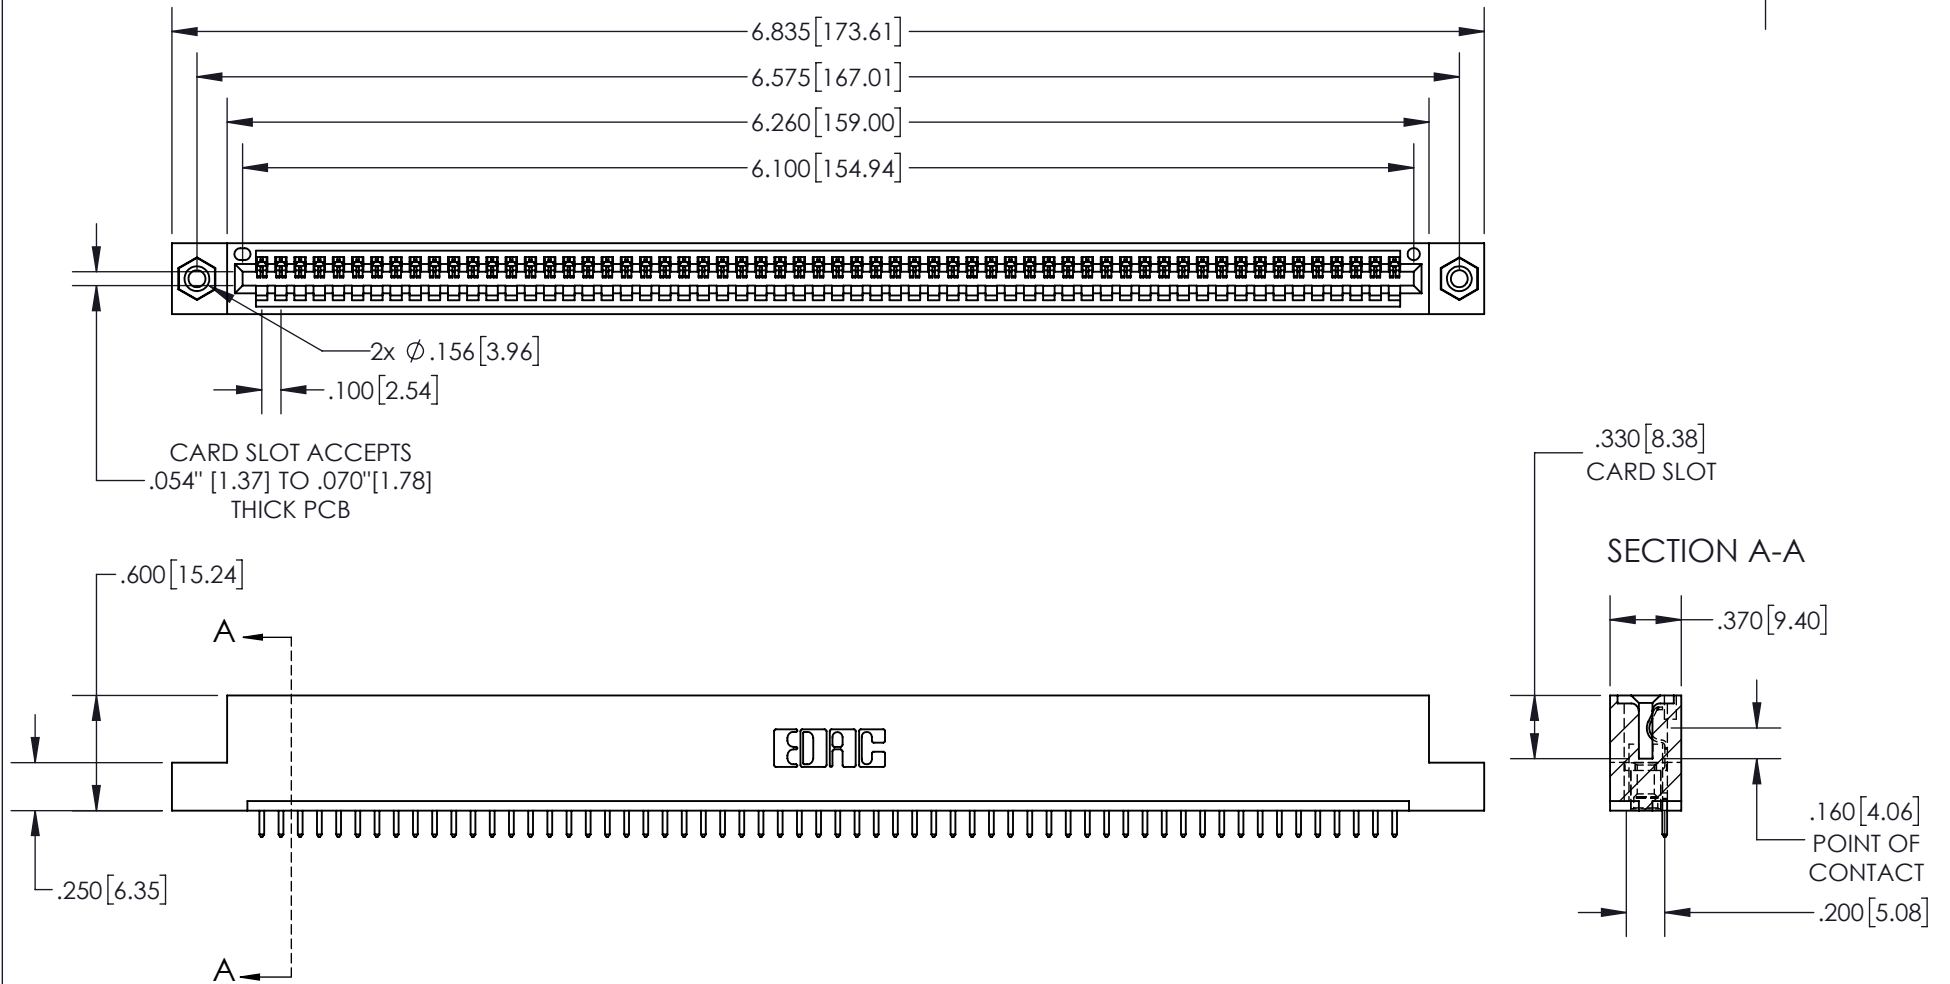 6.835[173.61]
6.575[167.01]
6.260[159.00]
6.100[154.94]
2x ∅.156[3.96]
.100[2.54]
CARD SLOT ACCEPTS
.054" [1.37] TO .070"[1.78]
THICK PCB
.330[8.38]
CARD SLOT
SECTION A-A
.600[15.24]
.370[9.40]
A
EDAC
.160[4.06]
POINT OF
CONTACT
.250[6.35]
.200[5.08]
A